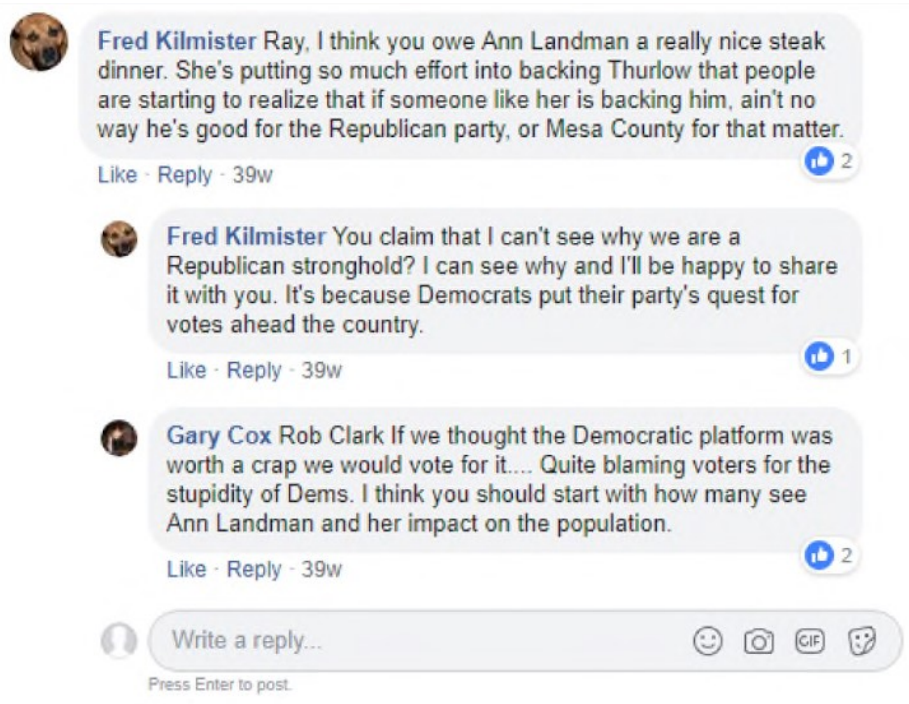 Fred Kilmister Ray, I think you owe Ann Landman a really nice steak
dinner. She's putting so much effort into backing Thurlow that people
are starting to realize that if someone like her is backing him, ain't no
way he's good for the Republican party, or Mesa County for that matter.
2
Like · Reply · 39w
Fred Kilmister You claim that I can't see why we are a
Republican stronghold? I can see why and I'll be happy to share
it with you. It's because Democrats put their party's quest for
votes ahead the country.
1
Like · Reply · 39w
Gary Cox Rob Clark If we thought the Democratic platform was
worth a crap we would vote for it.... Quite blaming voters for the
stupidity of Dems. I think you should start with how many see
Ann Landman and her impact on the population.
2
Like · Reply · 39w
Write a reply... GIF
Press Enter to post.